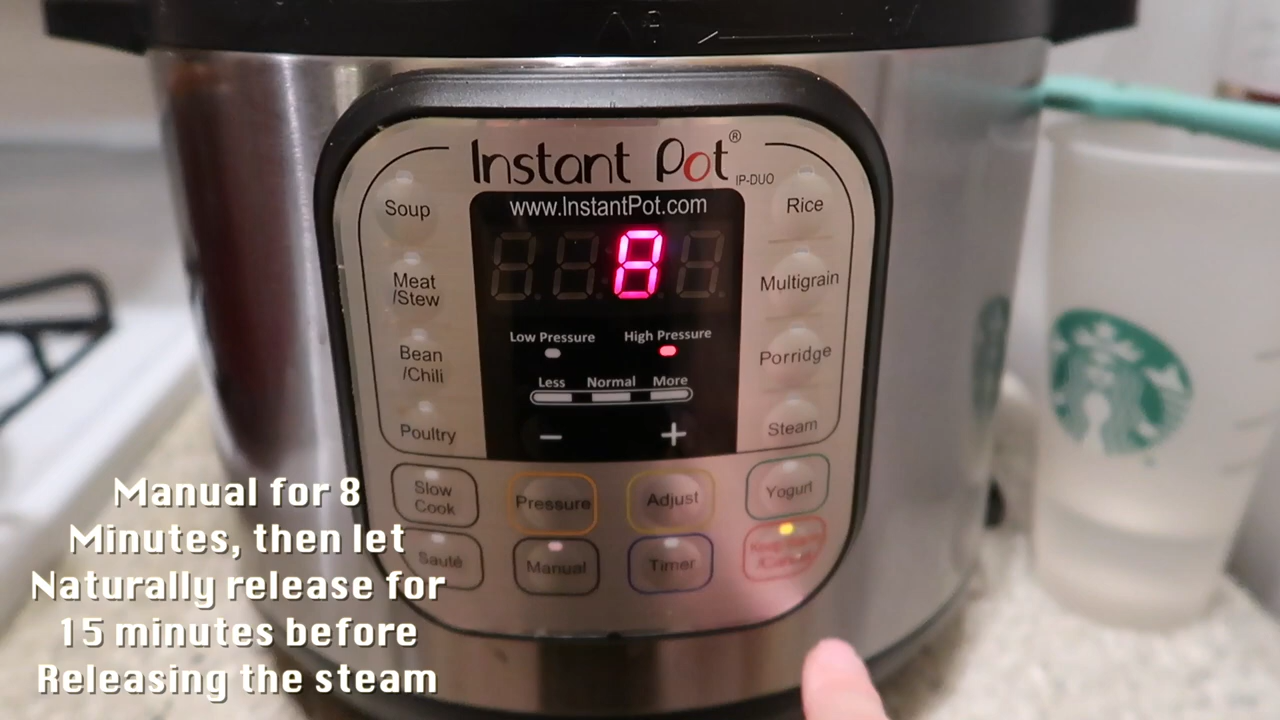 Instant Pot®
IP-DUO
www.InstantPot.com
8
Low Pressure
High Pressure
Less
Normal
More
Soup
Meat
/Stew
Bean
/Chili
Poultry
Rice
Multigrain
Porridge
Steam
Slow
Cook
Pressure
Adjust
Yogurt
Sauté
Manual
Timer
Manual for 8
Minutes, then let
Naturally release for
15 minutes before
Releasing the steam